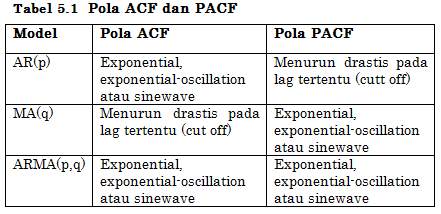 Tabel 5.1 Pola ACF dan PACF
Model Pola ACF Pola PACF
AR(p) Exponential, Menurun drastis pada
exponential-oscillation lag tertentu (cutt off)
atau sinewave
MA(q) Menurun drastis pada Exponential,
lag tertentu (cut off) exponential-oscillation
atau sinewave
ARMA(p,q) Exponential, Exponential,
exponential-oscillation exponential-oscillation
atau sinewave atau sinewave